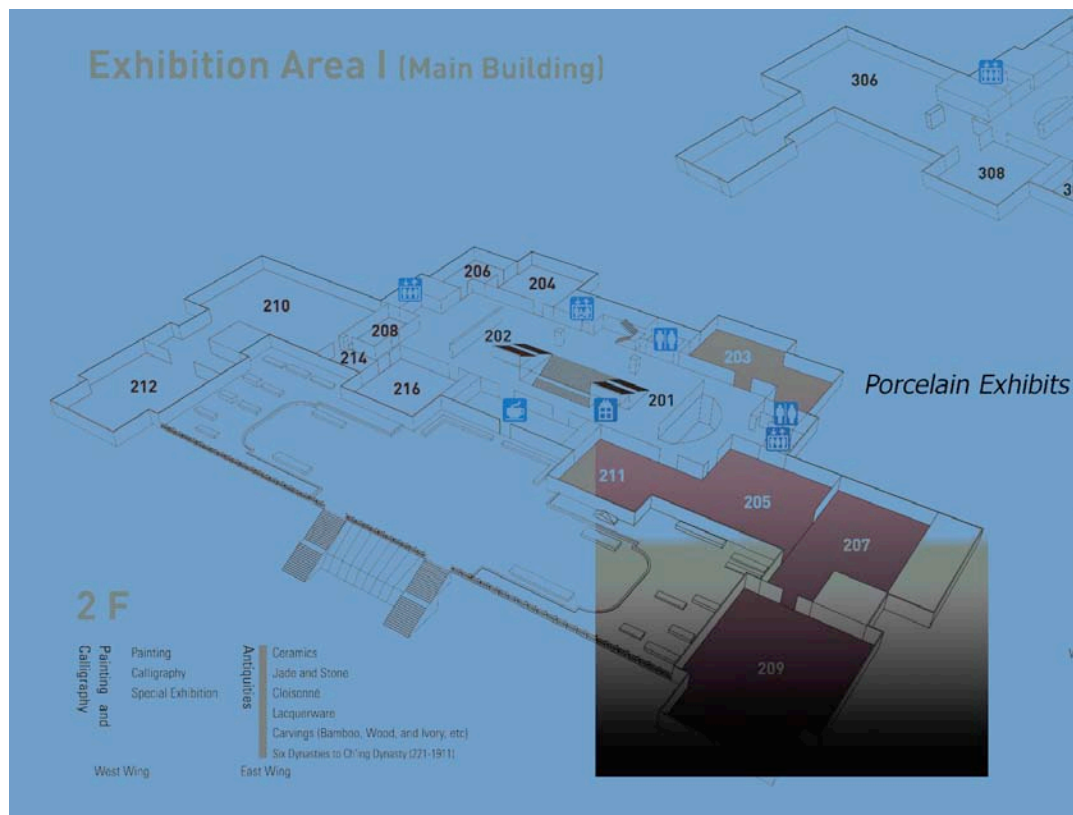 Exhibition Area I (Main Building)
306
308
206
204
210
208
202
203
214
212
216
201
Porcelain Exhibits
211
205
207
209
2 F
Painting and Calligraphy
Painting
Calligraphy
Special Exhibition
Antiquities
Ceramics
Jade and Stone
Cloisonné
Lacquerware
Carvings (Bamboo, Wood, and Ivory, etc)
Six Dynasties to Ch'ing Dynasty (221-1911)
West Wing
East Wing